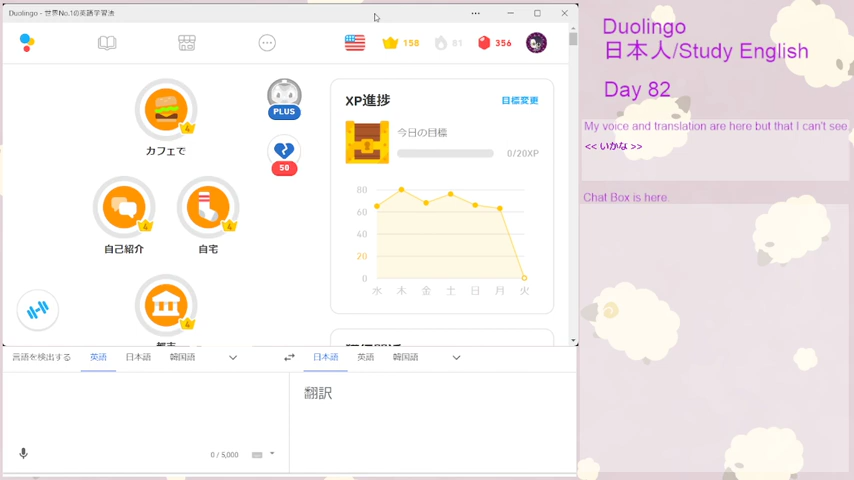 Duolingo - 世界No.1の英語学習法
158
81
356
4
カフェで
PLUS
50
4
自己紹介
4
自宅
4
XP進捗
目標変更
今日の目標
0/20XP
80
60
40
20
0
水 木 金 土 日 月 火
言語を検出する 英語 日本語 韓国語
日本語 英語 韓国語
翻訳
0 / 5,000
Duolingo
日本人/Study English
Day 82
My voice and translation are here but that I can't see.
<< いかな >>
Chat Box is here.